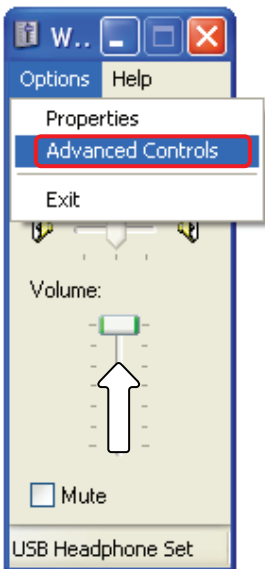 W..
Options Help
Properties
Advanced Controls
Exit
Volume:
Mute
USB Headphone Set